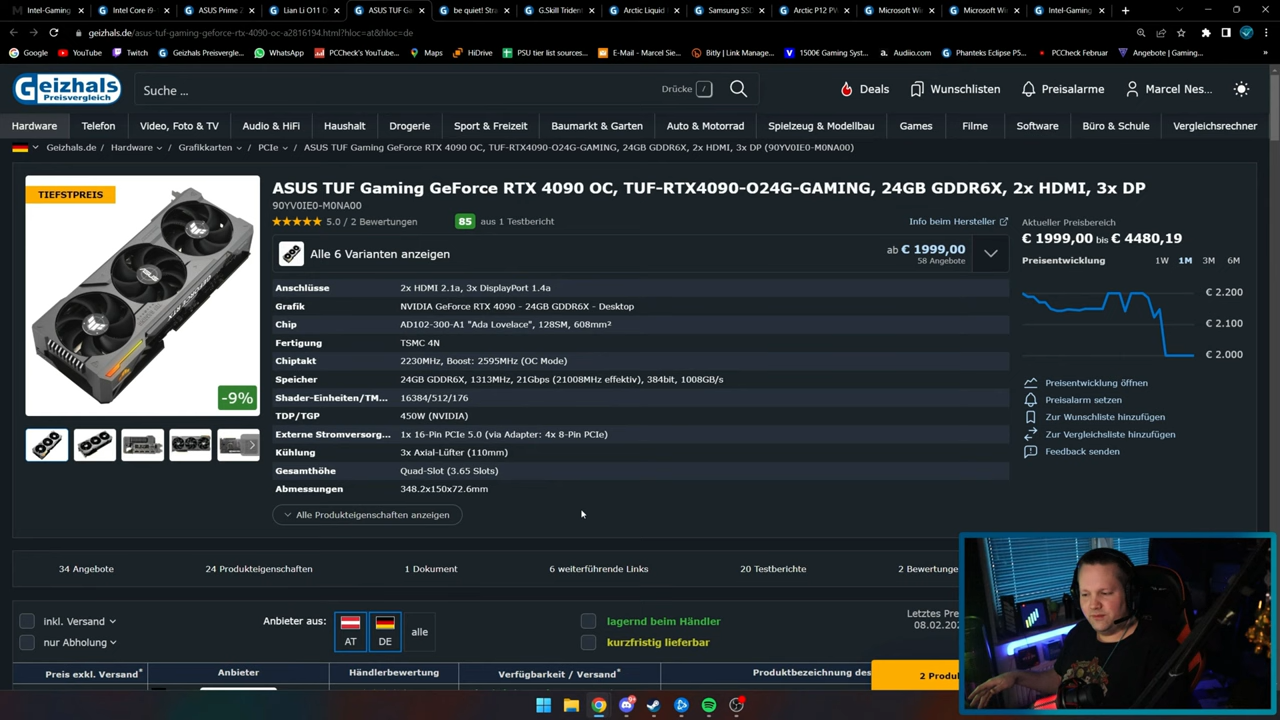 Intel-Gaming
Intel Core i9-
ASUS Prime Z
Lian Li O11 D
ASUS TUF Ga
be quiet! Stra
G.Skill Trident
Arctic Liquid
Samsung SSD
Arctic P12 PW
Microsoft Wi
Microsoft Wi
Intel-Gaming
geizhals.de/asus-tuf-gaming-geforce-rtx-4090-oc-a2816194.html?hloc=at&hloc=de
Google YouTube Twitch Geizhals Preisvergle... WhatsApp PCCheck's YouTube... Maps HiDrive PSU tier list sources... E-Mail - Marcel Sie... Bitly | Link Manage... 1500€ Gaming Syst... Audiio.com Phanteks Eclipse P5... PCCheck Februar Angebote | Gaming...
Geizhals
Preisvergleich
Suche ...
Drücke /
Deals Wunschlisten Preisalarme Marcel Nes...
Hardware Telefon Video, Foto & TV Audio & HiFi Haushalt Drogerie Sport & Freizeit Baumarkt & Garten Auto & Motorrad Spielzeug & Modellbau Games Filme Software Büro & Schule Vergleichsrechner
Geizhals.de / Hardware / Grafikkarten / PCIe / ASUS TUF Gaming GeForce RTX 4090 OC, TUF-RTX4090-O24G-GAMING, 24GB GDDR6X, 2x HDMI, 3x DP (90YV0IE0-M0NA00)
TIEFSTPREIS
-9%
ASUS TUF Gaming GeForce RTX 4090 OC, TUF-RTX4090-O24G-GAMING, 24GB GDDR6X, 2x HDMI, 3x DP
90YV0IE0-M0NA00
5.0 / 2 Bewertungen
85 aus 1 Testbericht
Info beim Hersteller
Alle 6 Varianten anzeigen
ab € 1999,00
58 Angebote
Anschlüsse 2x HDMI 2.1a, 3x DisplayPort 1.4a
Grafik NVIDIA GeForce RTX 4090 - 24GB GDDR6X - Desktop
Chip AD102-300-A1 "Ada Lovelace", 128SM, 608mm²
Fertigung TSMC 4N
Chiptakt 2230MHz, Boost: 2595MHz (OC Mode)
Speicher 24GB GDDR6X, 1313MHz, 21Gbps (21008MHz effektiv), 384bit, 1008GB/s
Shader-Einheiten/TM... 16384/512/176
TDP/TGP 450W (NVIDIA)
Externe Stromversorg... 1x 16-Pin PCIe 5.0 (via Adapter: 4x 8-Pin PCIe)
Kühlung 3x Axial-Lüfter (110mm)
Gesamthöhe Quad-Slot (3.65 Slots)
Abmessungen 348.2x150x72.6mm
Alle Produkteigenschaften anzeigen
Aktueller Preisbereich
€ 1999,00 bis € 4480,19
Preisentwicklung 1W 1M 3M 6M
€ 2.200
€ 2.100
€ 2.000
Preisentwicklung öffnen
Preisalarm setzen
Zur Wunschliste hinzufügen
Zur Vergleichsliste hinzufügen
Feedback senden
34 Angebote 24 Produkteigenschaften 1 Dokument 6 weiterführende Links 20 Testberichte 2 Bewertunge
inkl. Versand
nur Abholung
Anbieter aus: AT DE alle
lagernd beim Händler
kurzfristig lieferbar
Letztes Pre
08.02.202
Preis exkl. Versand* Anbieter Händlerbewertung Verfügbarkeit / Versand* Produktbezeichnung des
2 Produ